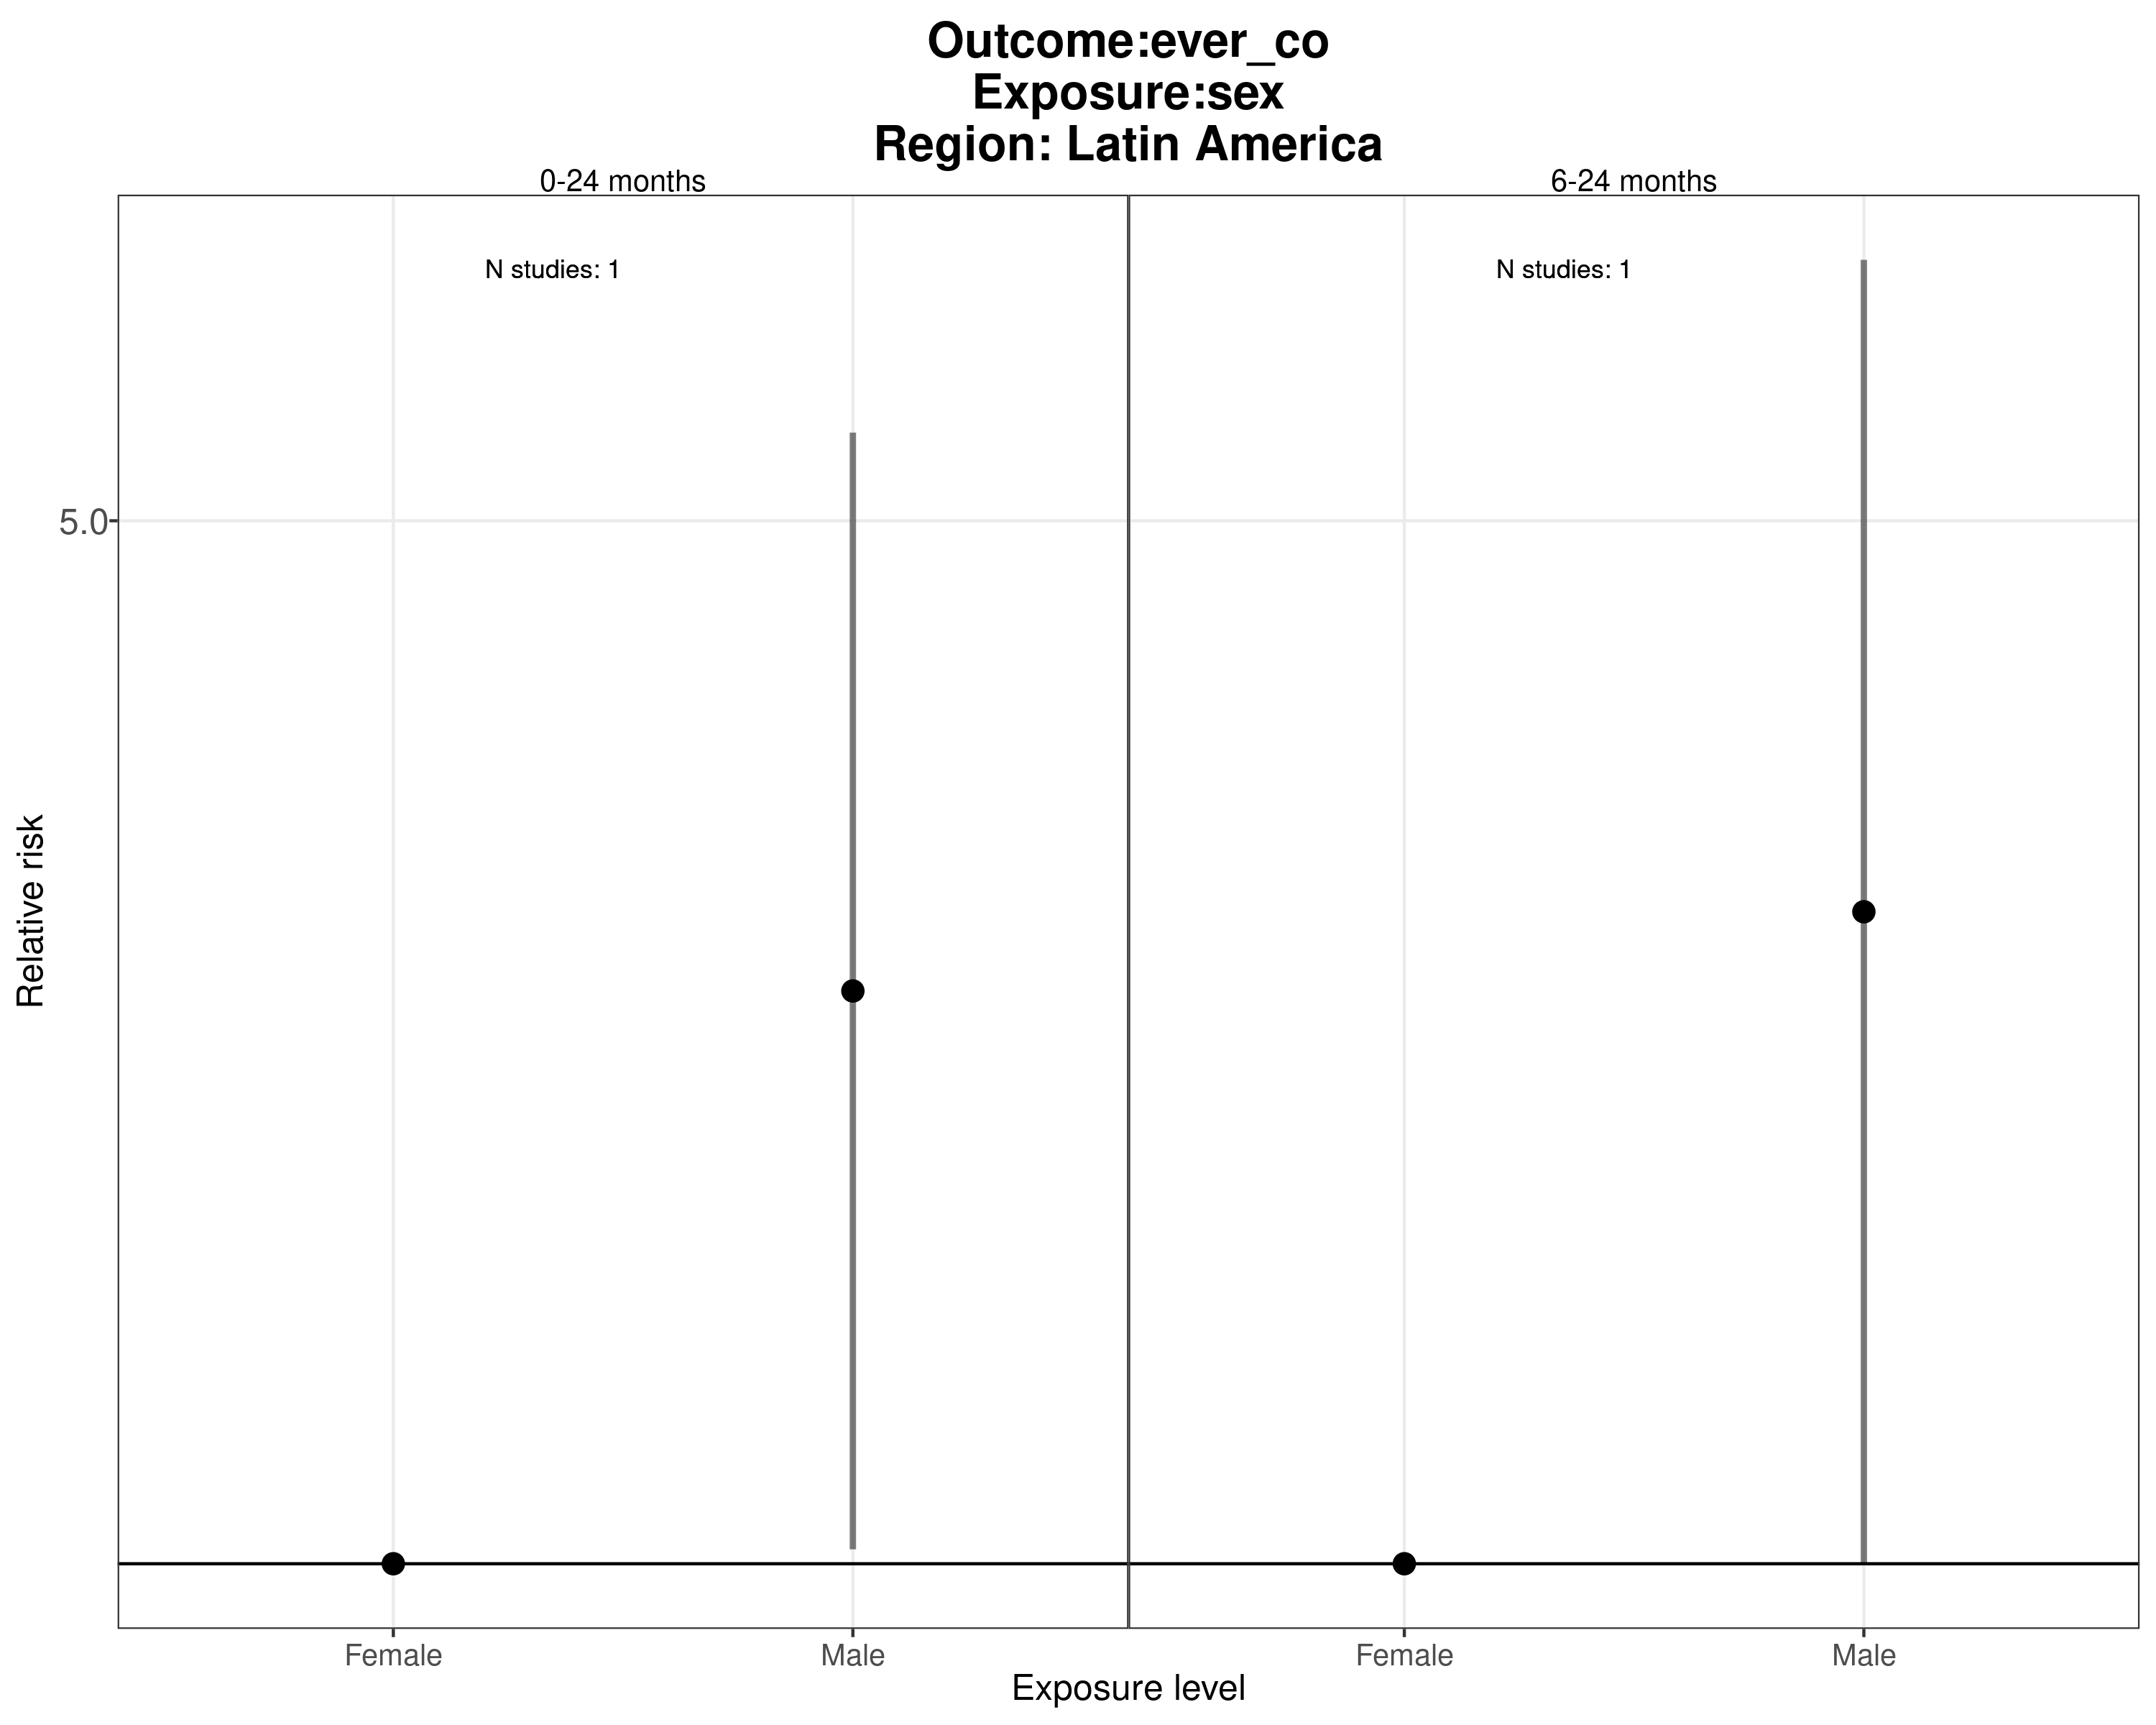 Outcome:ever_co
Exposure:sex
Region: Latin America
0-24 months
6-24 months
N studies: 1
N studies: 1
5.0
Relative risk
Female
Male
Female
Male
Exposure level